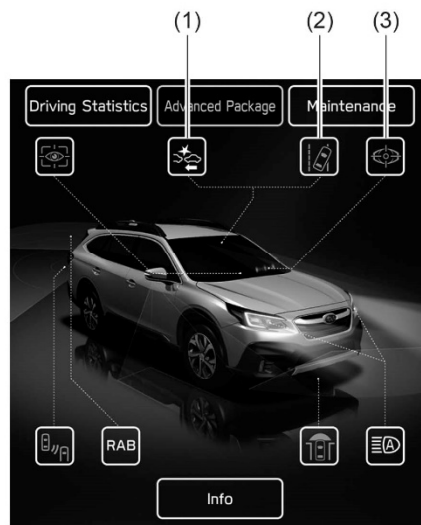 (1) (2) (3)
Driving Statistics Advanced Package Maintenance
RAB
A
Info